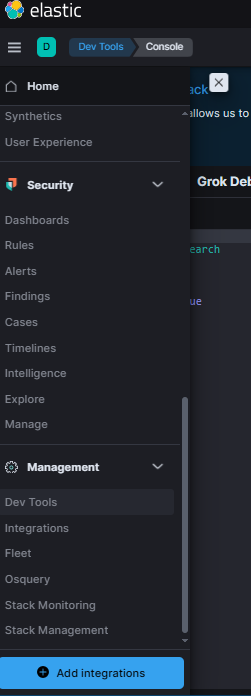 elastic
D Dev Tools Console
Home
ack
Synthetics
allows us to
User Experience
Security
Grok Deb
Dashboards
Rules
earch
Alerts
Findings
ue
Cases
Timelines
Intelligence
Explore
Manage
Management
Dev Tools
Integrations
Fleet
Osquery
Stack Monitoring
Stack Management
Add integrations